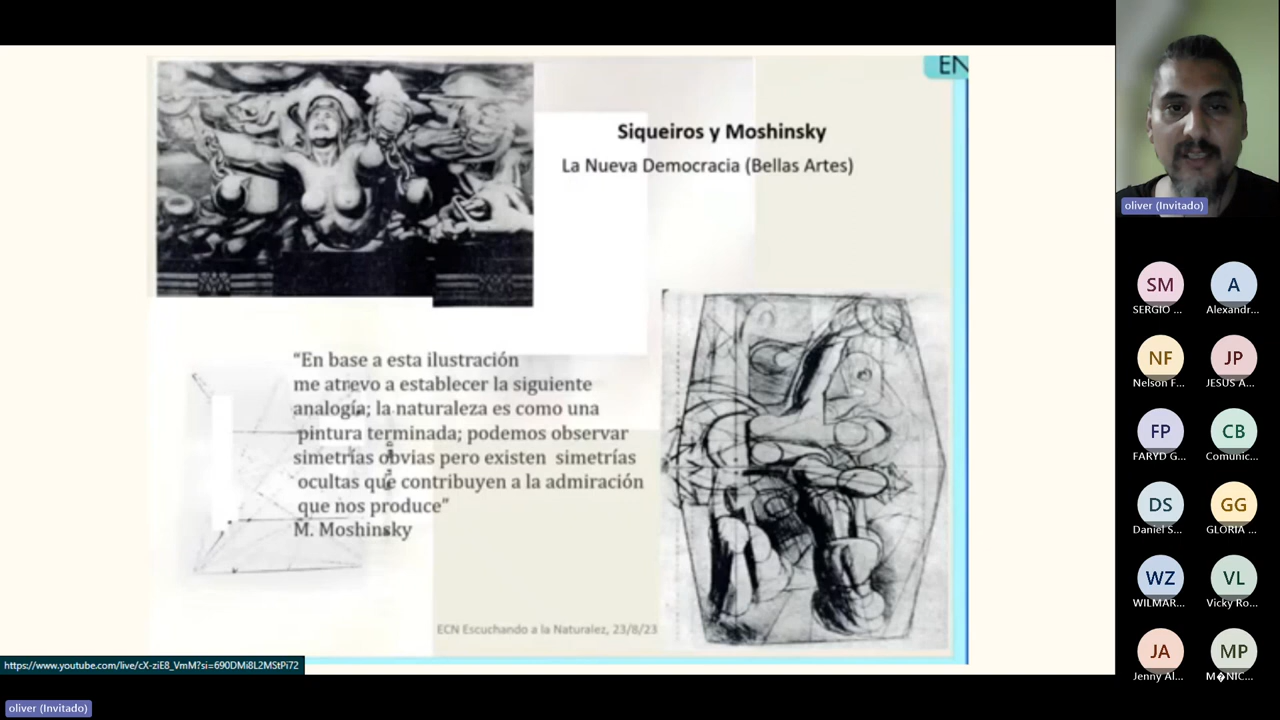 EN
Siqueiros y Moshinsky
La Nueva Democracia (Bellas Artes)
“En base a esta ilustración
me atrevo a establecer la siguiente
analogía; la naturaleza es como una
pintura terminada; podemos observar
simetrías obvias pero existen simetrías
ocultas que contribuyen a la admiración
que nos produce”
M. Moshinsky
ECN Escuchando a la Naturalez, 23/8/23
https://www.youtube.com/live/cX-ziE8_VmM?si=690DMi8L2MStPi72
oliver (Invitado)
oliver (Invitado)
SM
SERGIO ...
A
Alexandr...
NF
Nelson F...
JP
JESUS A...
FP
FARYD G...
CB
Comunic...
DS
Daniel S...
GG
GLORIA ...
WZ
WILMAR...
VL
Vicky Ro...
JA
Jenny Al...
MP
M�NIC...